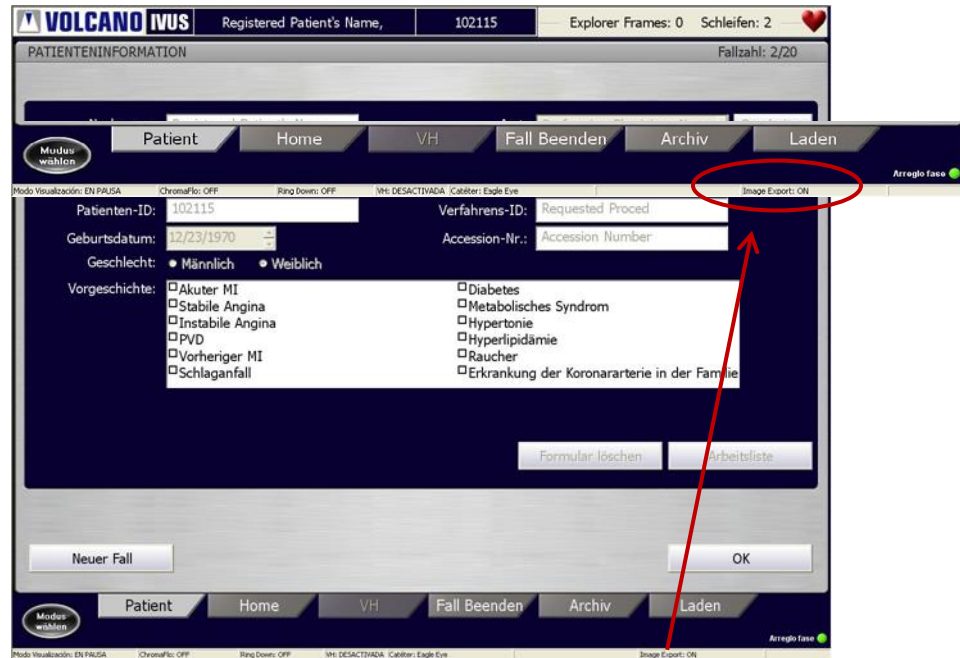 VOLCANO IVUS Registered Patient's Name, 102115 Explorer Frames: 0 Schleifen: 2
PATIENTENINFORMATION Fallzahl: 2/20
Modus wählen Patient Home VH Fall Beenden Archiv Laden
Arreglo fase
Modo Visualización: EN PAUSA ChromaFlo: OFF Ring Down: OFF VH: DESACTIVADA Catéter: Eagle Eye Image Export: ON
Patienten-ID: 102115 Verfahrens-ID: Requested Proced
Geburtsdatum: 12/23/1970 Accession-Nr.: Accession Number
Geschlecht: Männlich Weiblich
Vorgeschichte: Akuter MI Diabetes
Stabile Angina Metabolisches Syndrom
Instabile Angina Hypertonie
PVD Hyperlipidämie
Vorheriger MI Raucher
Schlaganfall Erkrankung der Koronararterie in der Familie
Formular löschen Arbeitsliste
Neuer Fall OK
Modus wählen Patient Home VH Fall Beenden Archiv Laden
Arreglo fase
Modo Visualización: EN PAUSA ChromaFlo: OFF Ring Down: OFF VH: DESACTIVADA Catéter: Eagle Eye Image Export: ON